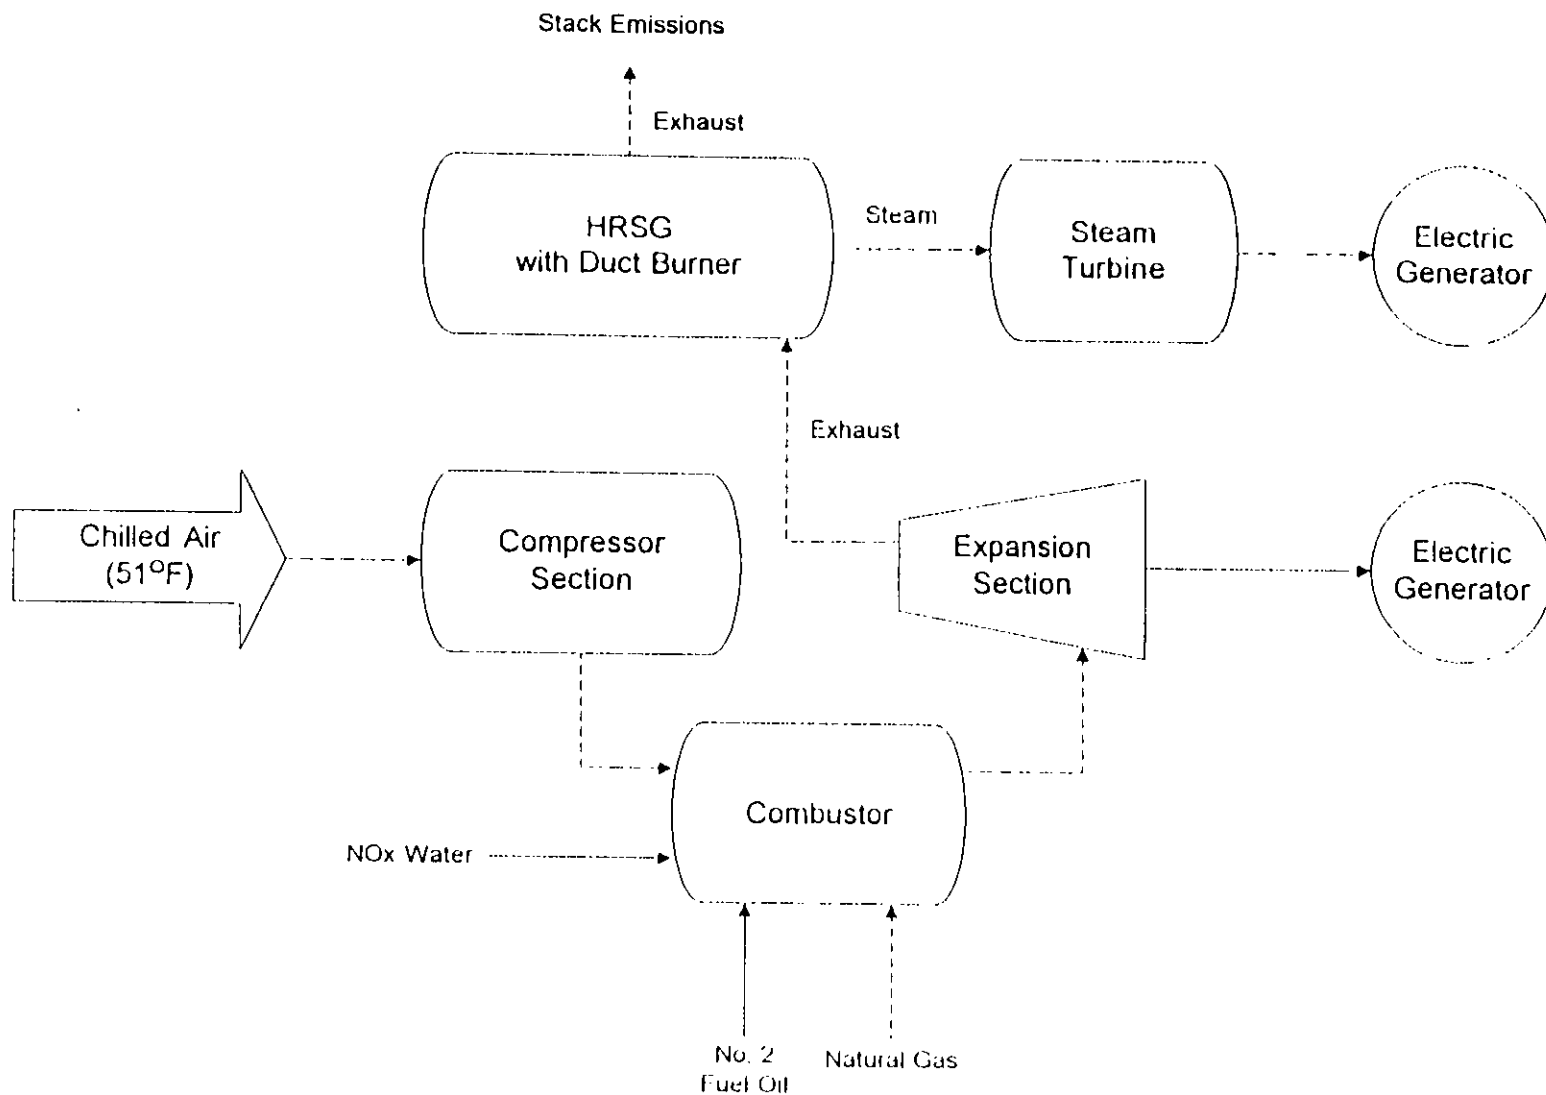 Stack Emissions
Exhaust
HRSG
with Duct Burner
Steam
Steam
Turbine
Electric
Generator
Exhaust
Chilled Air
(51°F)
Compressor
Section
Expansion
Section
Electric
Generator
Combustor
NOx Water
No. 2
Fuel Oil
Natural Gas